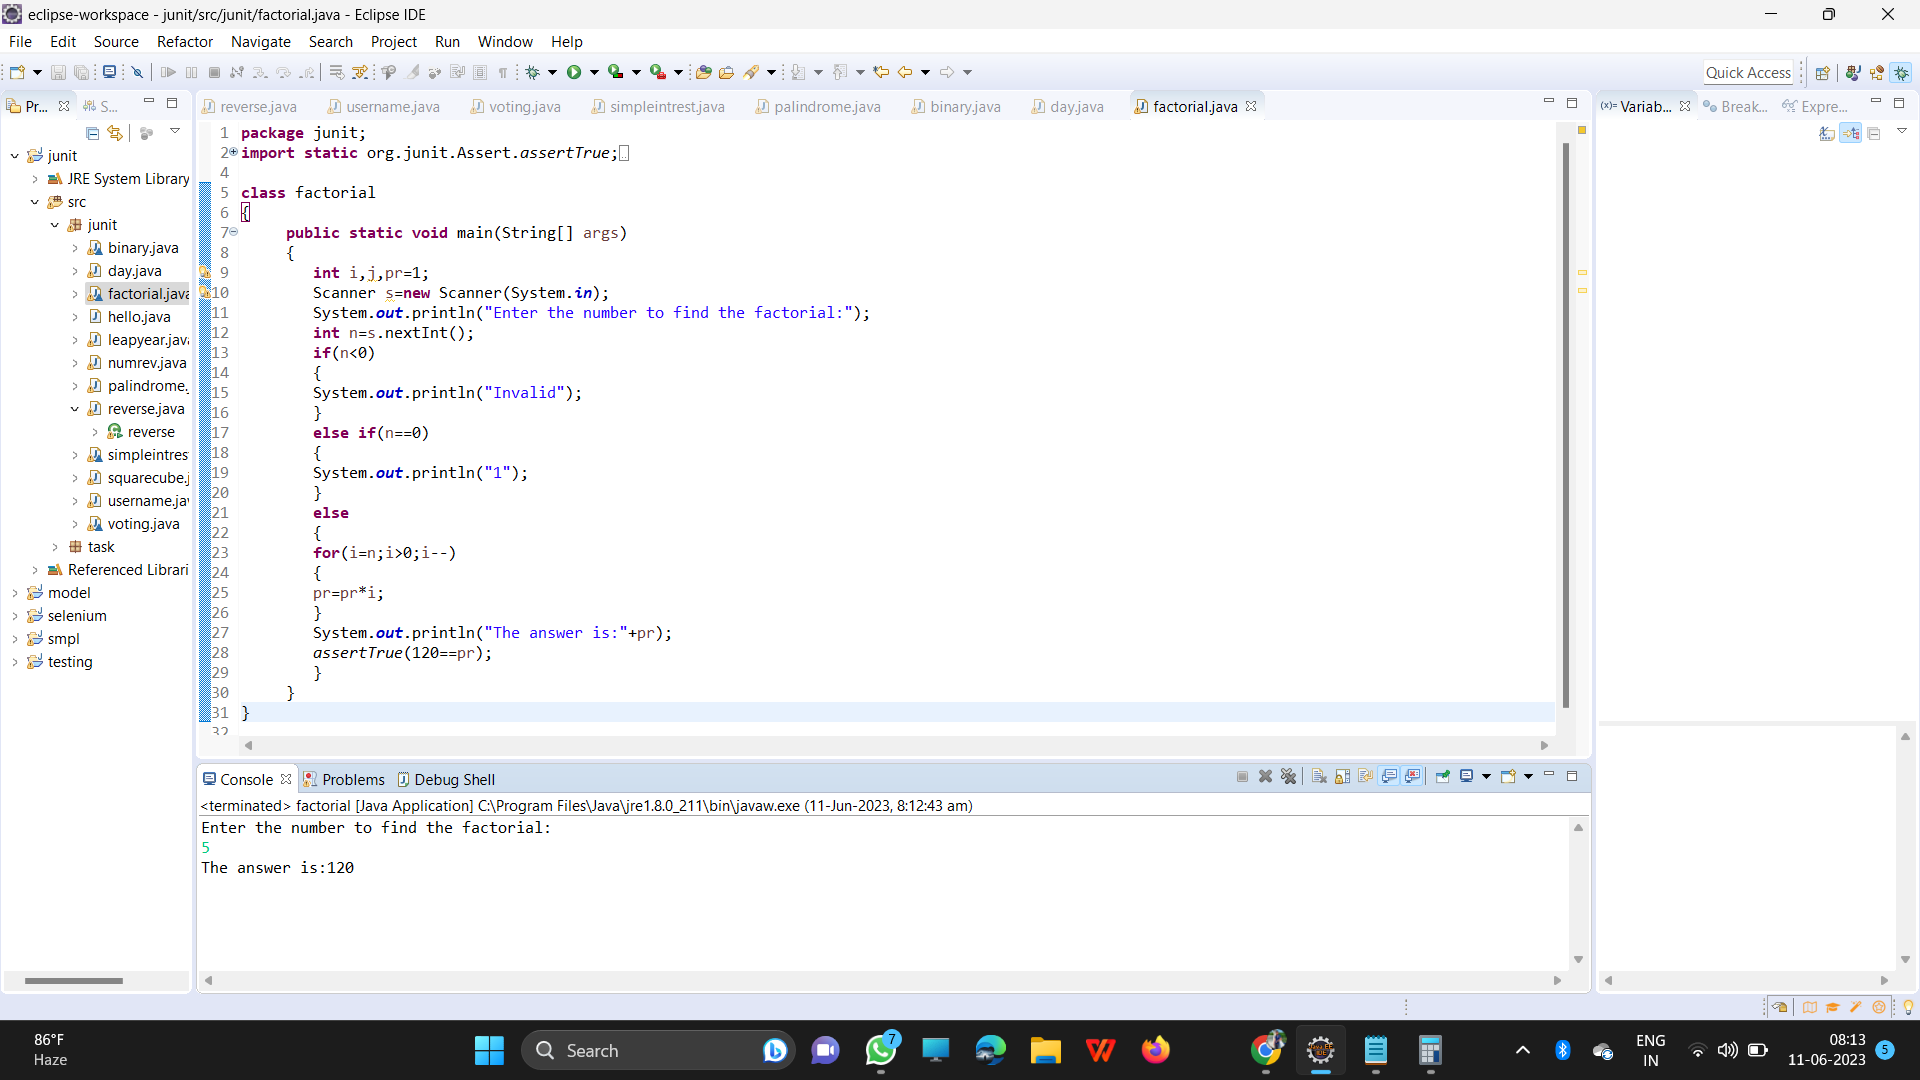 eclipse-workspace - junit/src/junit/factorial.java - Eclipse IDE
File Edit Source Refactor Navigate Search Project Run Window Help
Quick Access
Pr... S...
reverse.java username.java voting.java simpleintrest.java palindrome.java binary.java day.java factorial.java
(x)= Variab... Break... Expre...
junit
JRE System Library
src
junit
binary.java
day.java
factorial.java
hello.java
leapyear.java
numrev.java
palindrome.
reverse.java
reverse
simpleintres
squarecube.j
username.jav
voting.java
task
Referenced Librari
model
selenium
smpl
testing
1 package junit;
2 import static org.junit.Assert.assertTrue;
4
5 class factorial
6 {
7 public static void main(String[] args)
8 {
9 int i,j,pr=1;
10 Scanner s=new Scanner(System.in);
11 System.out.println("Enter the number to find the factorial:");
12 int n=s.nextInt();
13 if(n<0)
14 {
15 System.out.println("Invalid");
16 }
17 else if(n==0)
18 {
19 System.out.println("1");
20 }
21 else
22 {
23 for(i=n;i>0;i--)
24 {
25 pr=pr*i;
26 }
27 System.out.println("The answer is:"+pr);
28 assertTrue(120==pr);
29 }
30 }
31 }
32
Console Problems Debug Shell
<terminated> factorial [Java Application] C:\Program Files\Java\jre1.8.0_211\bin\javaw.exe (11-Jun-2023, 8:12:43 am)
Enter the number to find the factorial:
5
The answer is:120
86°F
Haze
Search
7
ENG
IN
08:13
11-06-2023
5